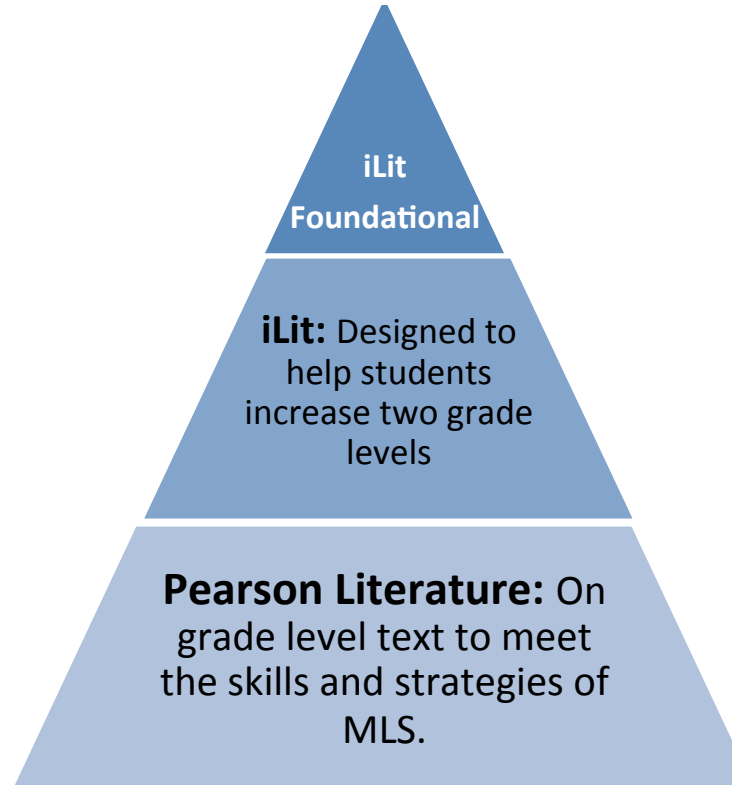 iLit
Foundational
iLit: Designed to
help students
increase two grade
levels
Pearson Literature: On
grade level text to meet
the skills and strategies of
MLS.